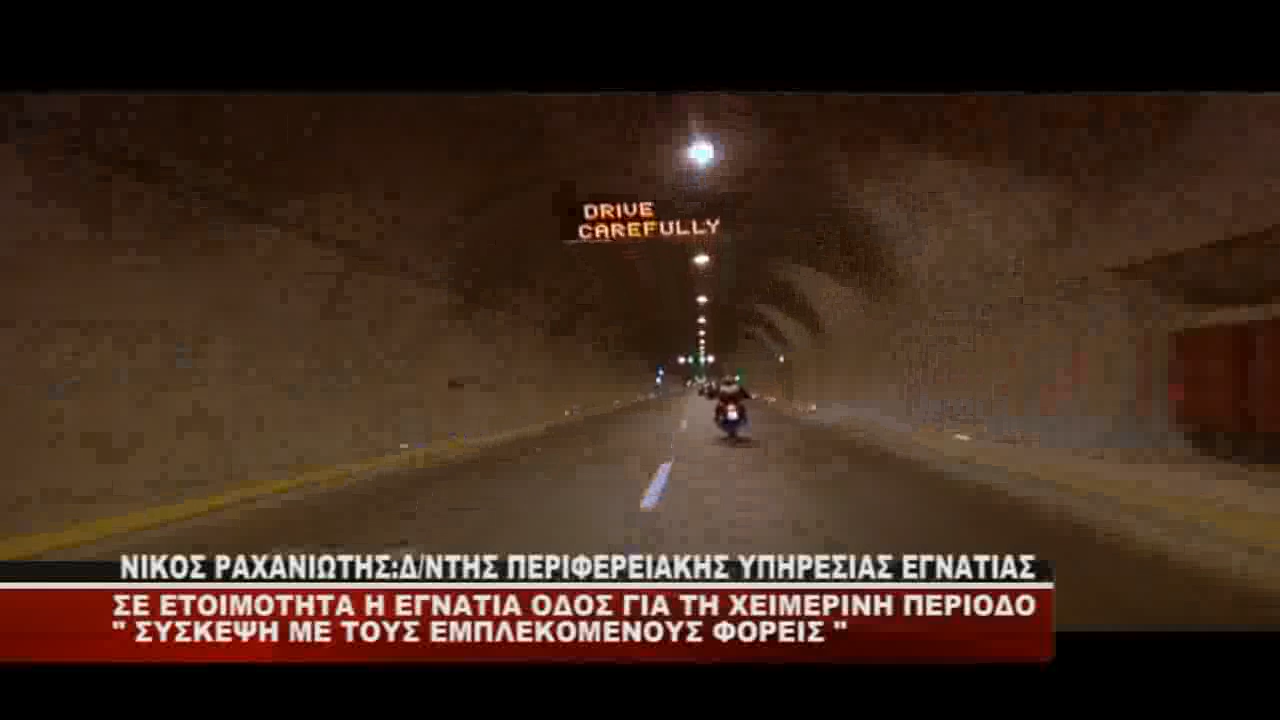 DRIVE
CAREFULLY
ΝΙΚΟΣ ΡΑΧΑΝΙΩΤΗΣ:Δ/ΝΤΗΣ ΠΕΡΙΦΕΡΕΙΑΚΗΣ ΥΠΗΡΕΣΙΑΣ ΕΓΝΑΤΙΑΣ
ΣΕ ΕΤΟΙΜΟΤΗΤΑ Η ΕΓΝΑΤΙΑ ΟΔΟΣ ΓΙΑ ΤΗ ΧΕΙΜΕΡΙΝΗ ΠΕΡΙΟΔΟ
" ΣΥΣΚΕΨΗ ΜΕ ΤΟΥΣ ΕΜΠΛΕΚΟΜΕΝΟΥΣ ΦΟΡΕΙΣ "